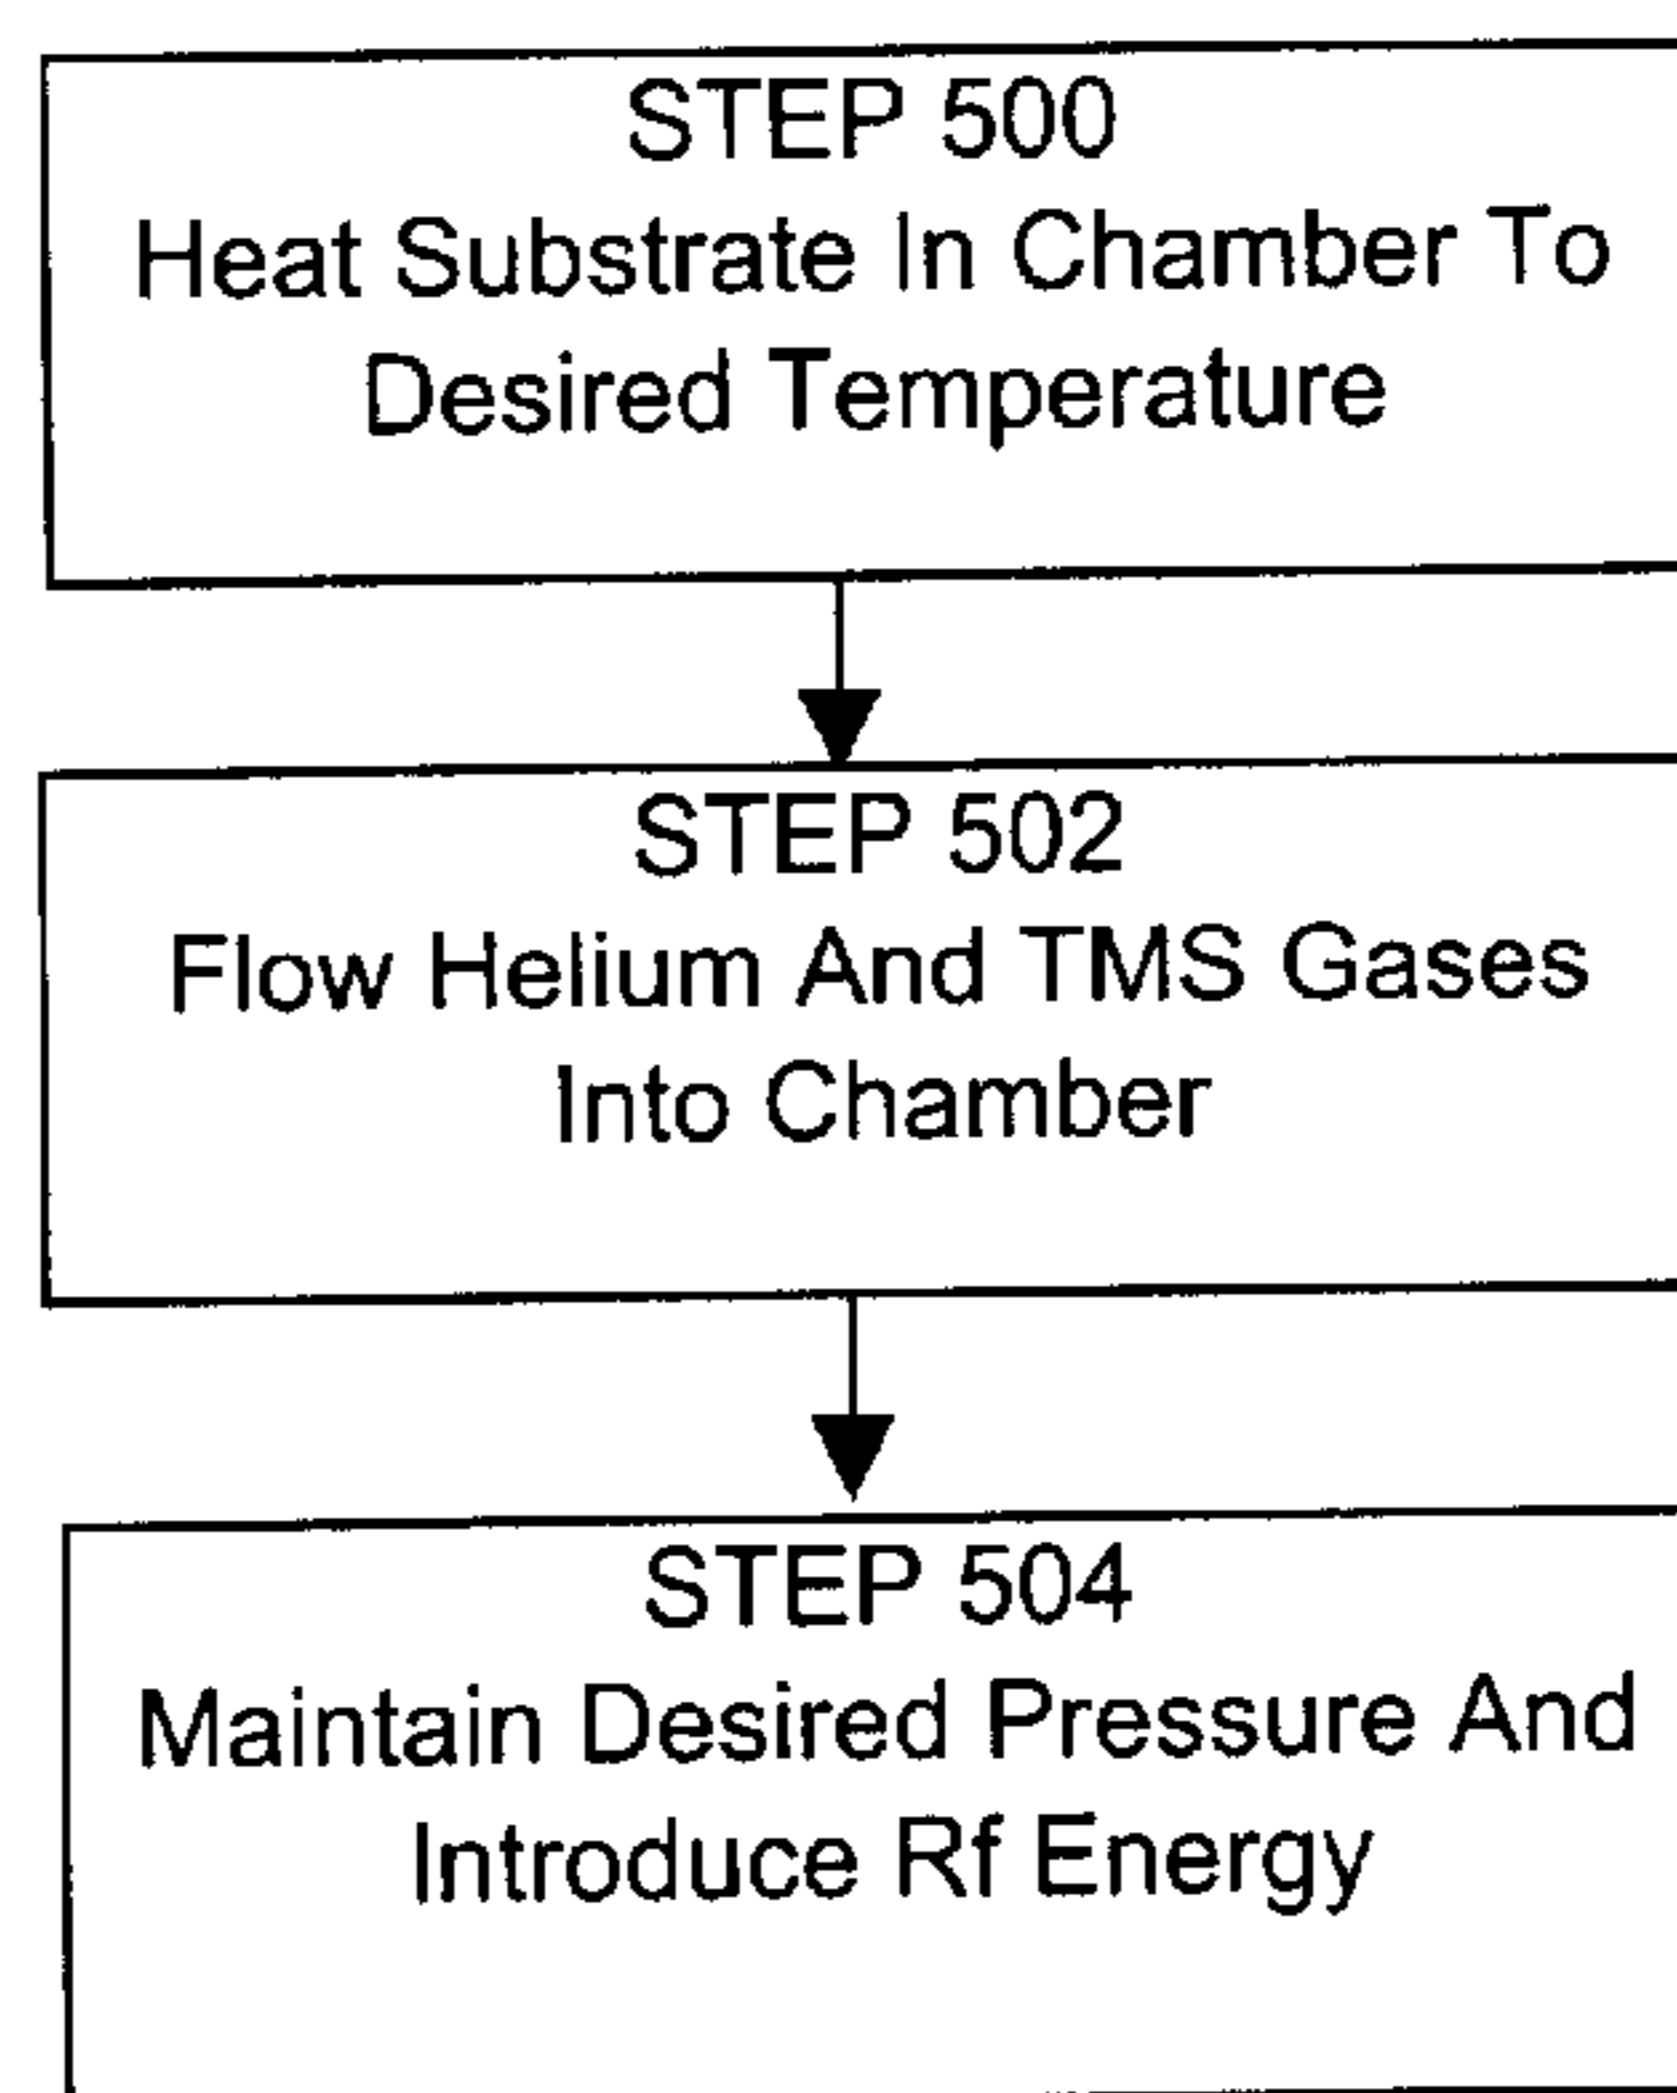 STEP 500
Heat Substrate In Chamber To
Desired Temperature
STEP 502
Flow Helium And TMS Gases
Into Chamber
STEP 504
Maintain Desired Pressure And
Introduce Rf Energy